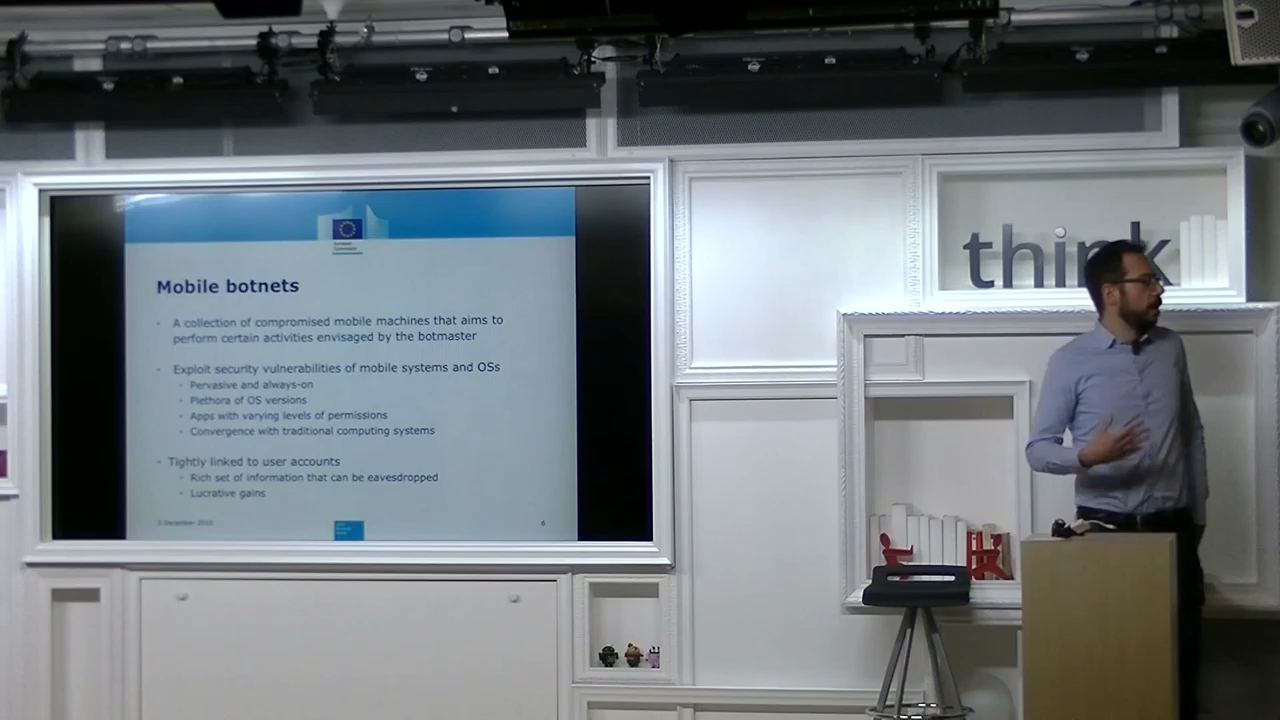 European
Commission
Mobile botnets
A collection of compromised mobile machines that aims to
perform certain activities envisaged by the botmaster
Exploit security vulnerabilities of mobile systems and OSs
Pervasive and always-on
Plethora of OS versions
Apps with varying levels of permissions
Convergence with traditional computing systems
Tightly linked to user accounts
Rich set of information that can be eavesdropped
Lucrative gains
6
think